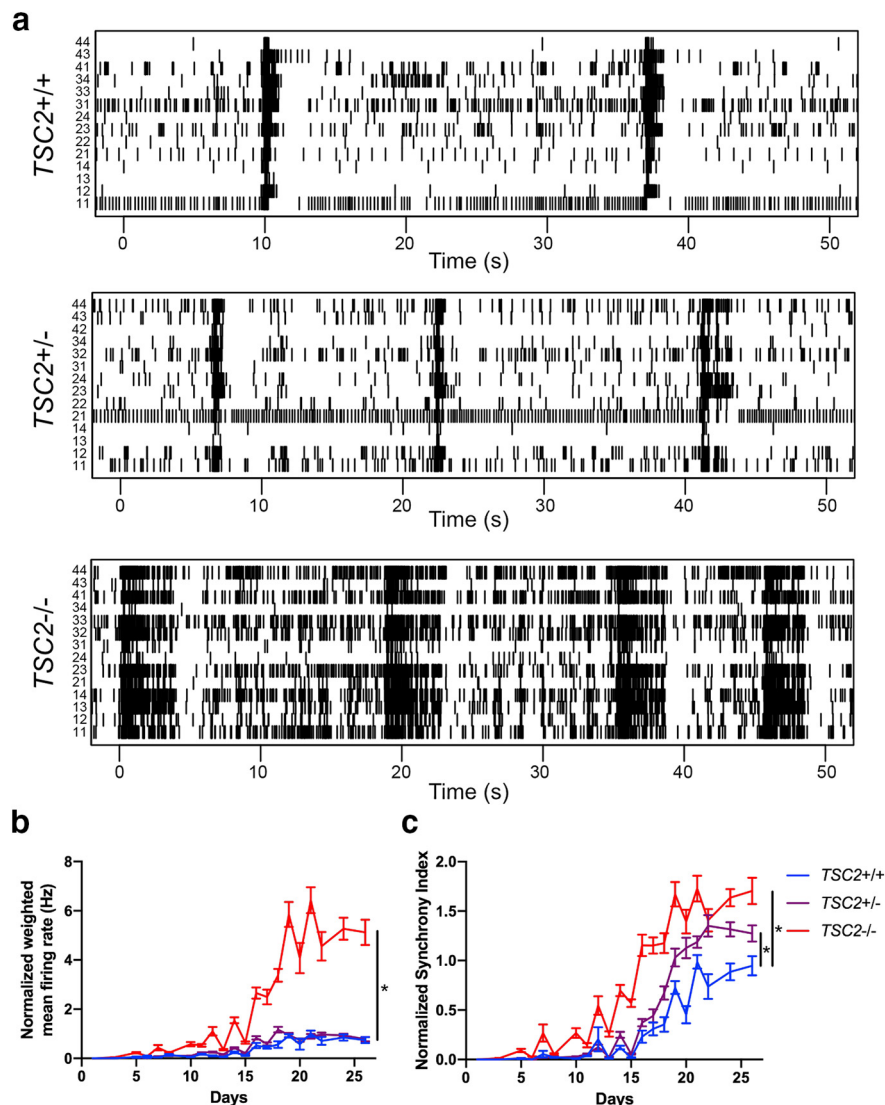 a
TSC2+/+
44
43
41
34
33
31
24
23
22
21
14
13
12
11
0 10 20 30 40 50
Time (s)
TSC2+/-
44
43
42
34
32
31
24
23
22
21
14
13
12
11
0 10 20 30 40 50
Time (s)
TSC2-/-
44
43
41
34
33
32
31
24
23
21
14
13
12
11
0 10 20 30 40 50
Time (s)
b
Normalized weighted
mean firing rate (Hz)
8
6
4
2
0
0 5 10 15 20 25
Days
*
c
Normalized Synchrony Index
2.0
1.5
1.0
0.5
0.0
0 5 10 15 20 25
Days
*
*
TSC2+/+
TSC2+/-
TSC2-/-